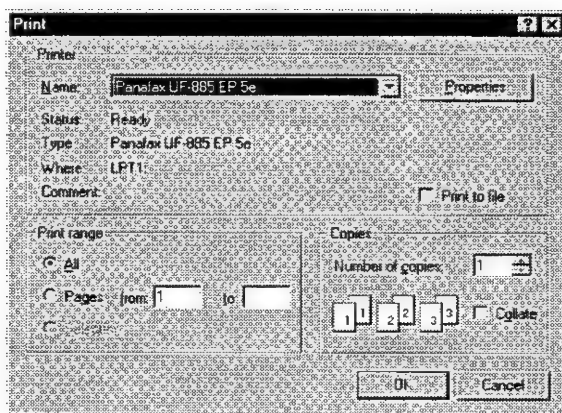 Print
Printer
Name: Panafax UF-885 EP 5e Properties
Status: Ready
Type: Panafax UF-885 EP 5e
Where: LPT1:
Comment: Print to file
Print range
All
Pages from: 1 to:
Copies
Number of copies: 1
1 1 2 2 3 3 Collate
OK Cancel